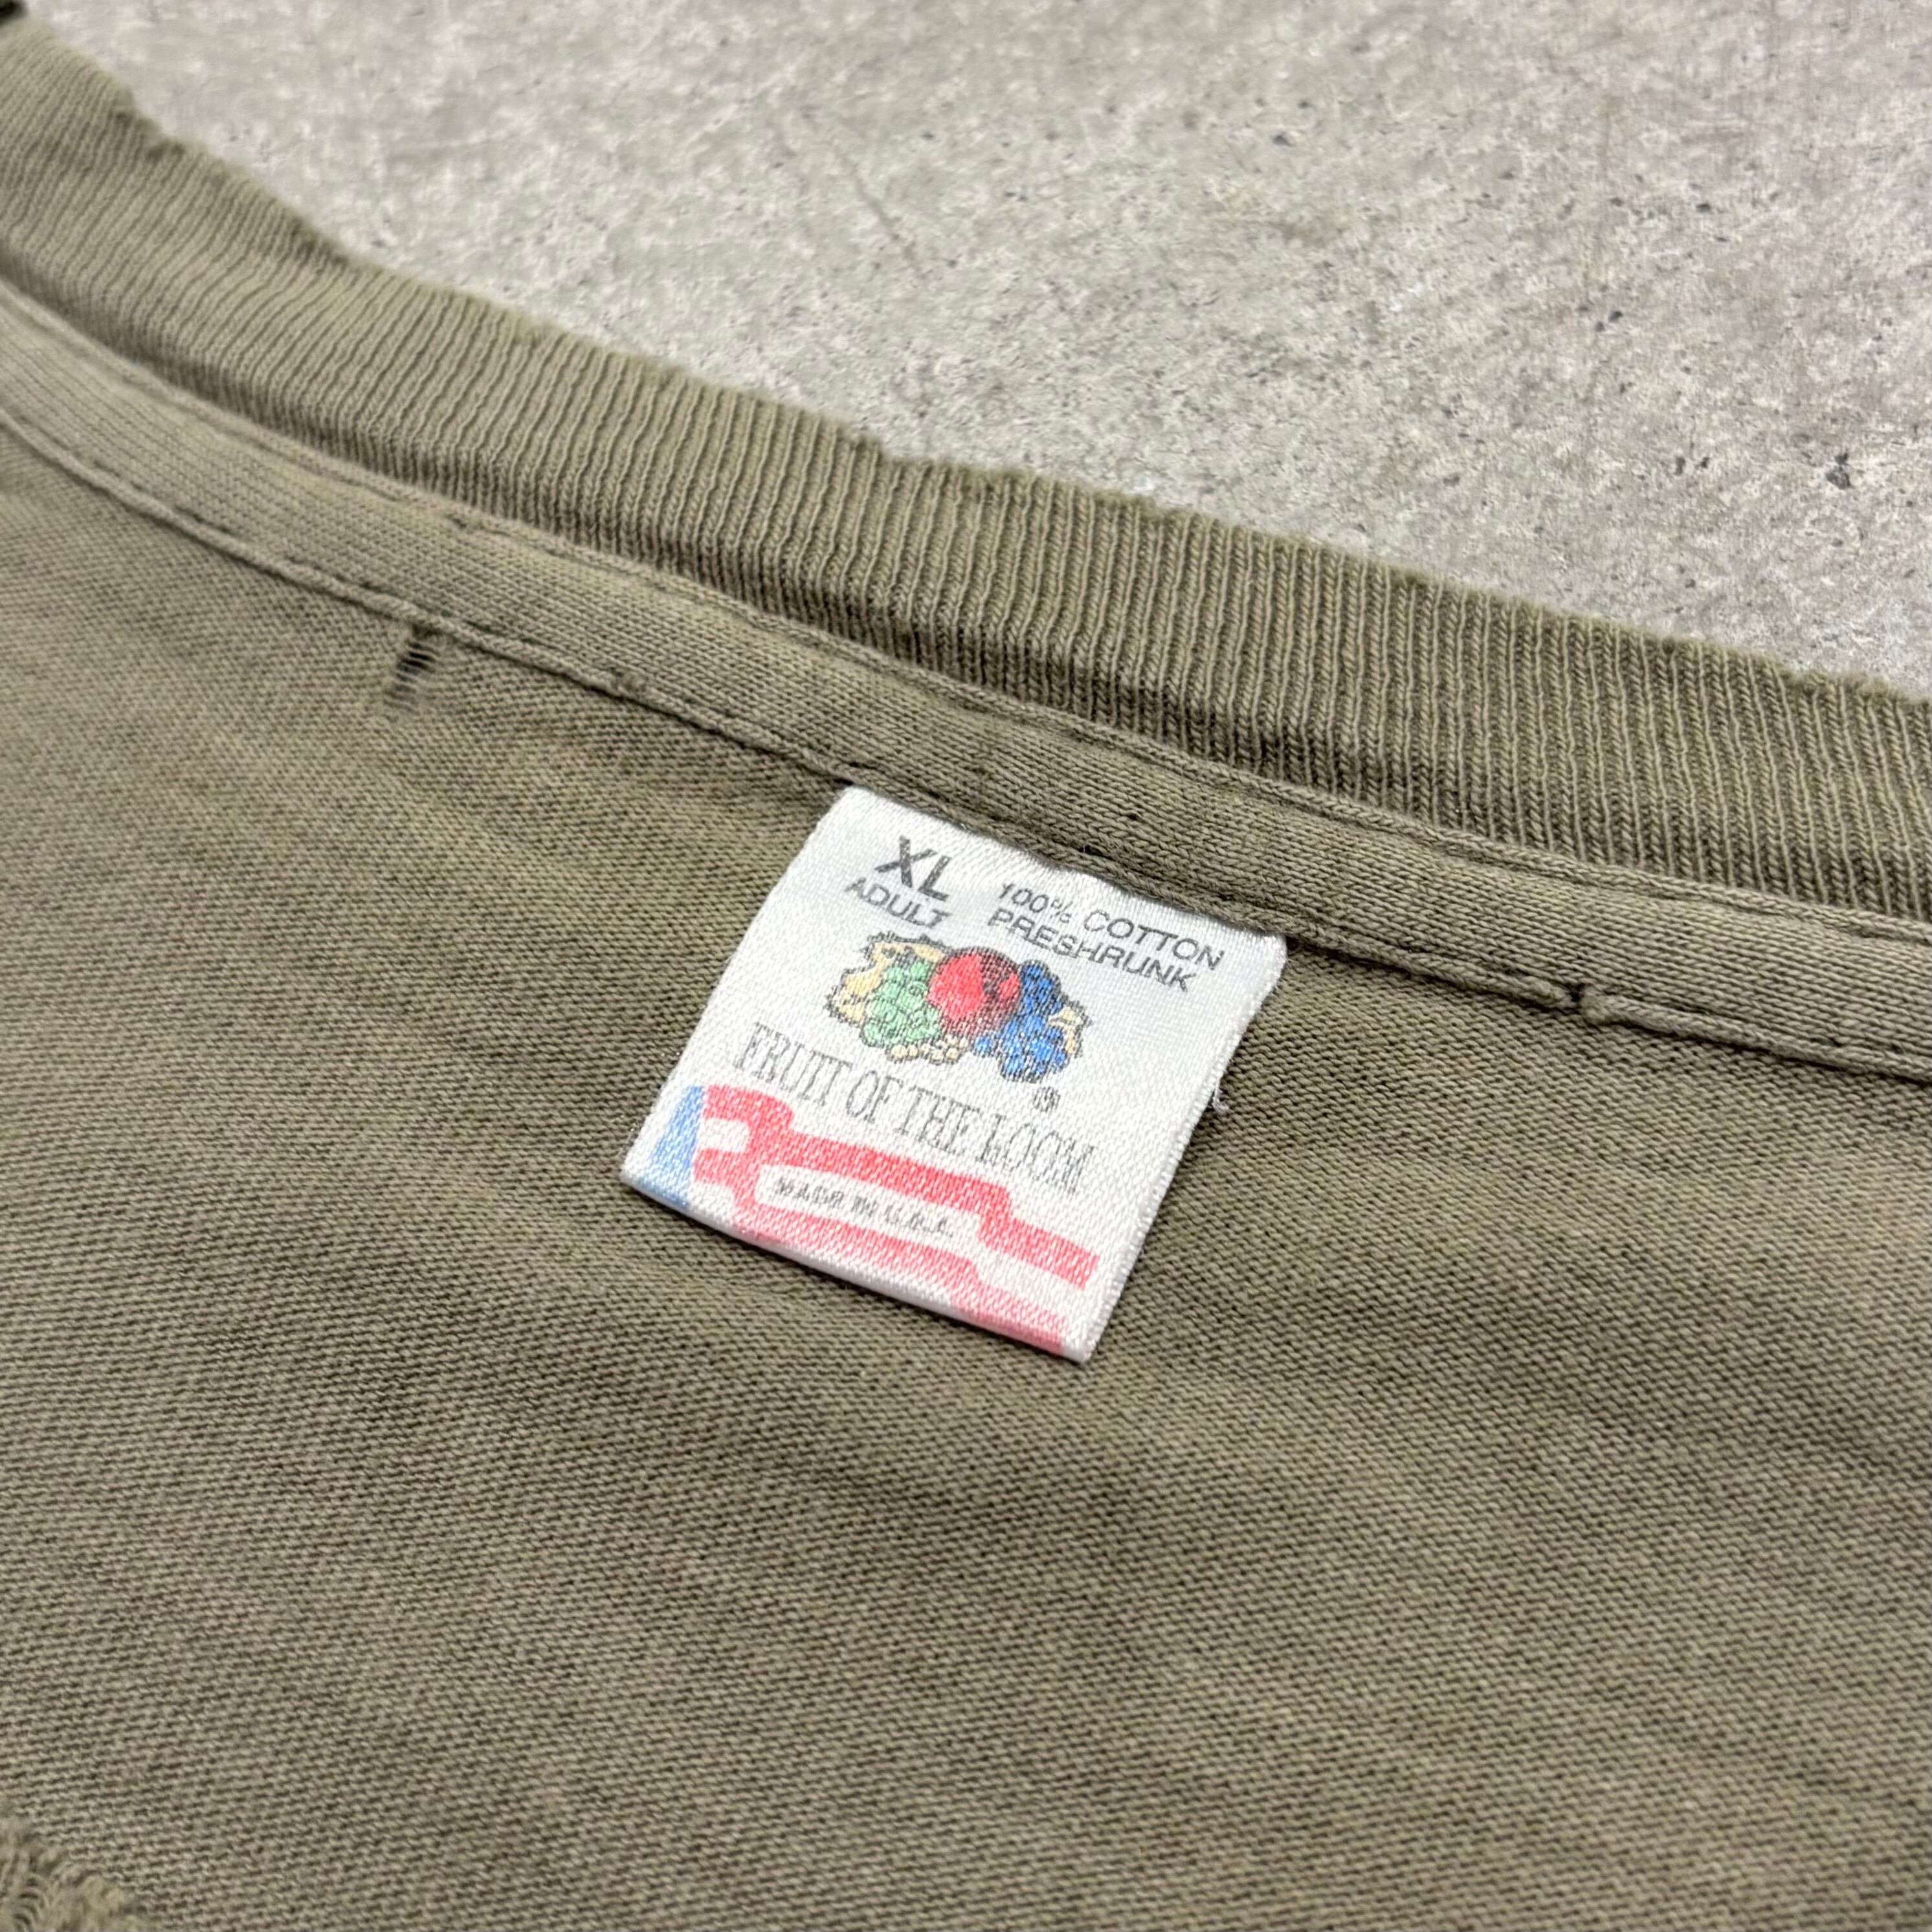 XL
ADULT
100% COTTON
PRESHRUNK
FRUIT OF THE LOOM
®
MADE IN U.S.A.